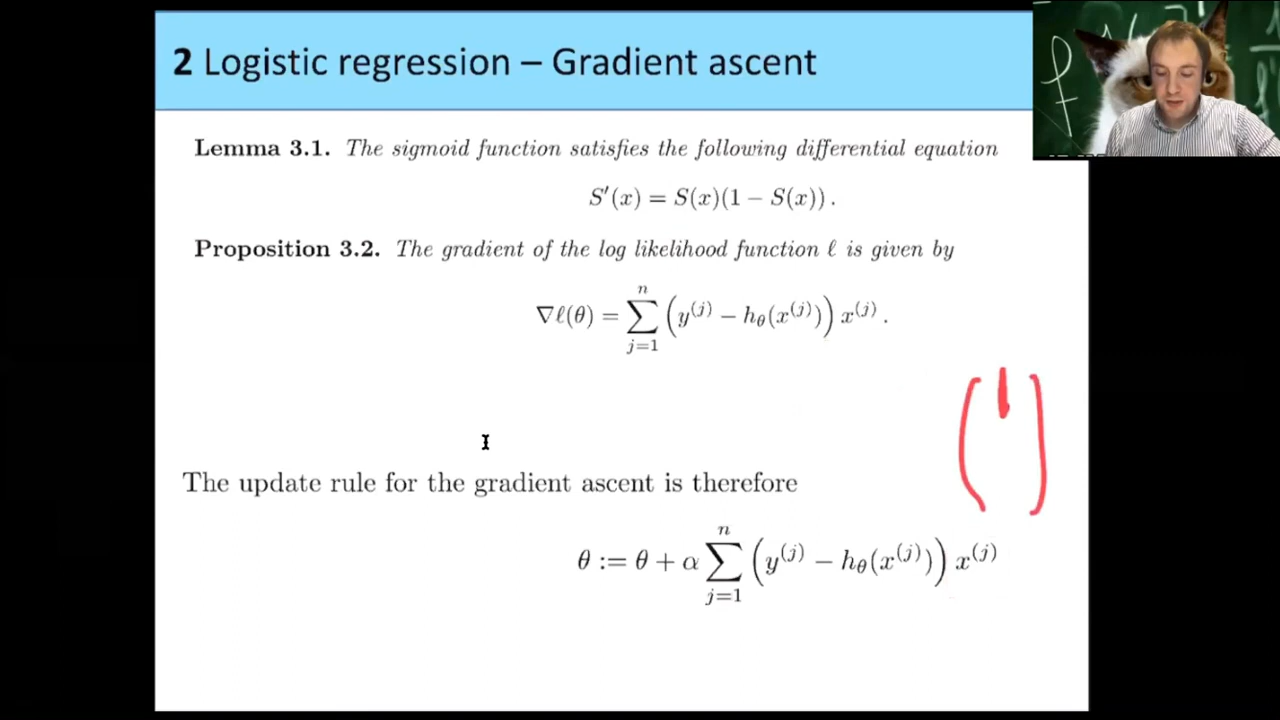 2 Logistic regression – Gradient ascent
Lemma 3.1. The sigmoid function satisfies the following differential equation
S′(x) = S(x)(1 − S(x)) .
Proposition 3.2. The gradient of the log likelihood function ℓ is given by
∇ℓ(θ) = ∑_{j=1}^{n} (y^{(j)} − h_θ(x^{(j)})) x^{(j)} .
The update rule for the gradient ascent is therefore
θ := θ + α ∑_{j=1}^{n} (y^{(j)} − h_θ(x^{(j)})) x^{(j)}